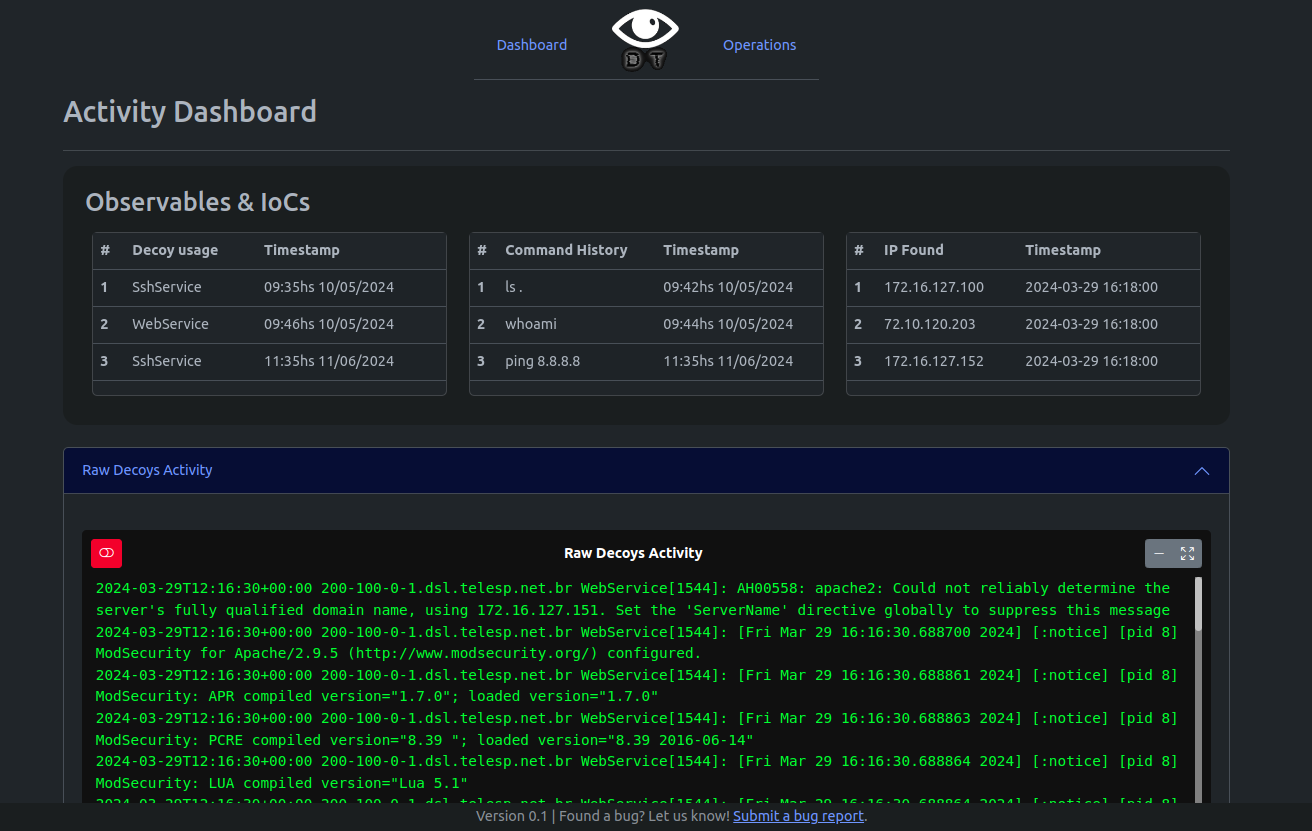 Dashboard
D T
Operations
Activity Dashboard
Observables & IoCs
# Decoy usage Timestamp
1 SshService 09:35hs 10/05/2024
2 WebService 09:46hs 10/05/2024
3 SshService 11:35hs 11/06/2024
# Command History Timestamp
1 ls . 09:42hs 10/05/2024
2 whoami 09:44hs 10/05/2024
3 ping 8.8.8.8 11:35hs 11/06/2024
# IP Found Timestamp
1 172.16.127.100 2024-03-29 16:18:00
2 72.10.120.203 2024-03-29 16:18:00
3 172.16.127.152 2024-03-29 16:18:00
Raw Decoys Activity
Raw Decoys Activity
2024-03-29T12:16:30+00:00 200-100-0-1.dsl.telesp.net.br WebService[1544]: AH00558: apache2: Could not reliably determine the
server's fully qualified domain name, using 172.16.127.151. Set the 'ServerName' directive globally to suppress this message
2024-03-29T12:16:30+00:00 200-100-0-1.dsl.telesp.net.br WebService[1544]: [Fri Mar 29 16:16:30.688700 2024] [:notice] [pid 8]
ModSecurity for Apache/2.9.5 (http://www.modsecurity.org/) configured.
2024-03-29T12:16:30+00:00 200-100-0-1.dsl.telesp.net.br WebService[1544]: [Fri Mar 29 16:16:30.688861 2024] [:notice] [pid 8]
ModSecurity: APR compiled version="1.7.0"; loaded version="1.7.0"
2024-03-29T12:16:30+00:00 200-100-0-1.dsl.telesp.net.br WebService[1544]: [Fri Mar 29 16:16:30.688863 2024] [:notice] [pid 8]
ModSecurity: PCRE compiled version="8.39 "; loaded version="8.39 2016-06-14"
2024-03-29T12:16:30+00:00 200-100-0-1.dsl.telesp.net.br WebService[1544]: [Fri Mar 29 16:16:30.688864 2024] [:notice] [pid 8]
ModSecurity: LUA compiled version="Lua 5.1"
Version 0.1 | Found a bug? Let us know! Submit a bug report.